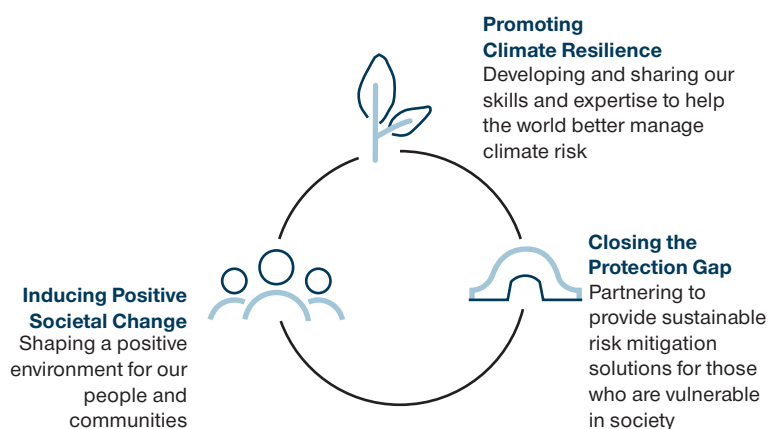 Promoting
Climate Resilience
Developing and sharing our
skills and expertise to help
the world better manage
climate risk
Closing the
Protection Gap
Partnering to
provide sustainable
risk mitigation
solutions for those
who are vulnerable
in society
Inducing Positive
Societal Change
Shaping a positive
environment for our
people and
communities